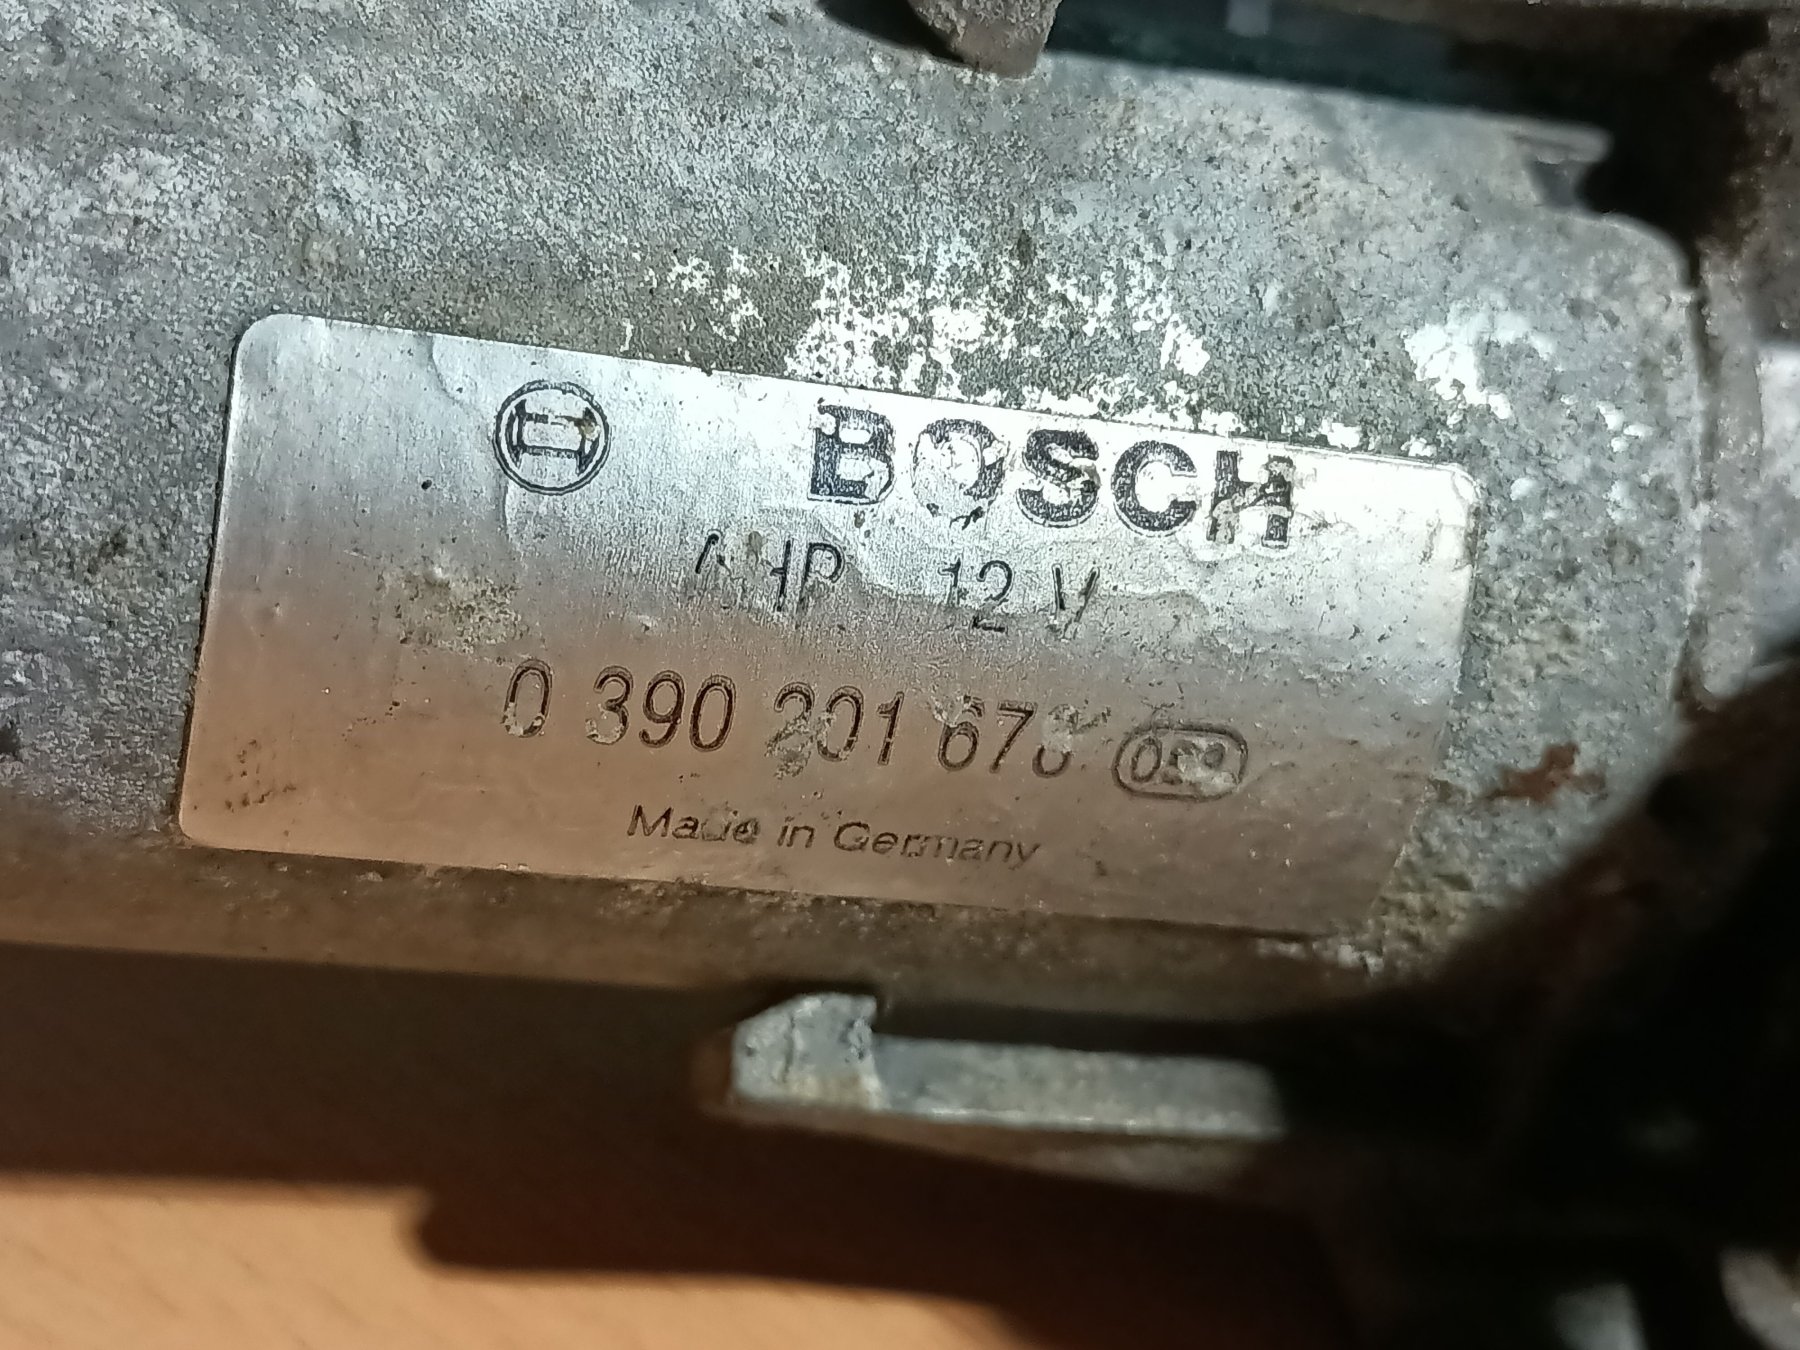 BOSCH
12 V
0 390 201
Made in Germany